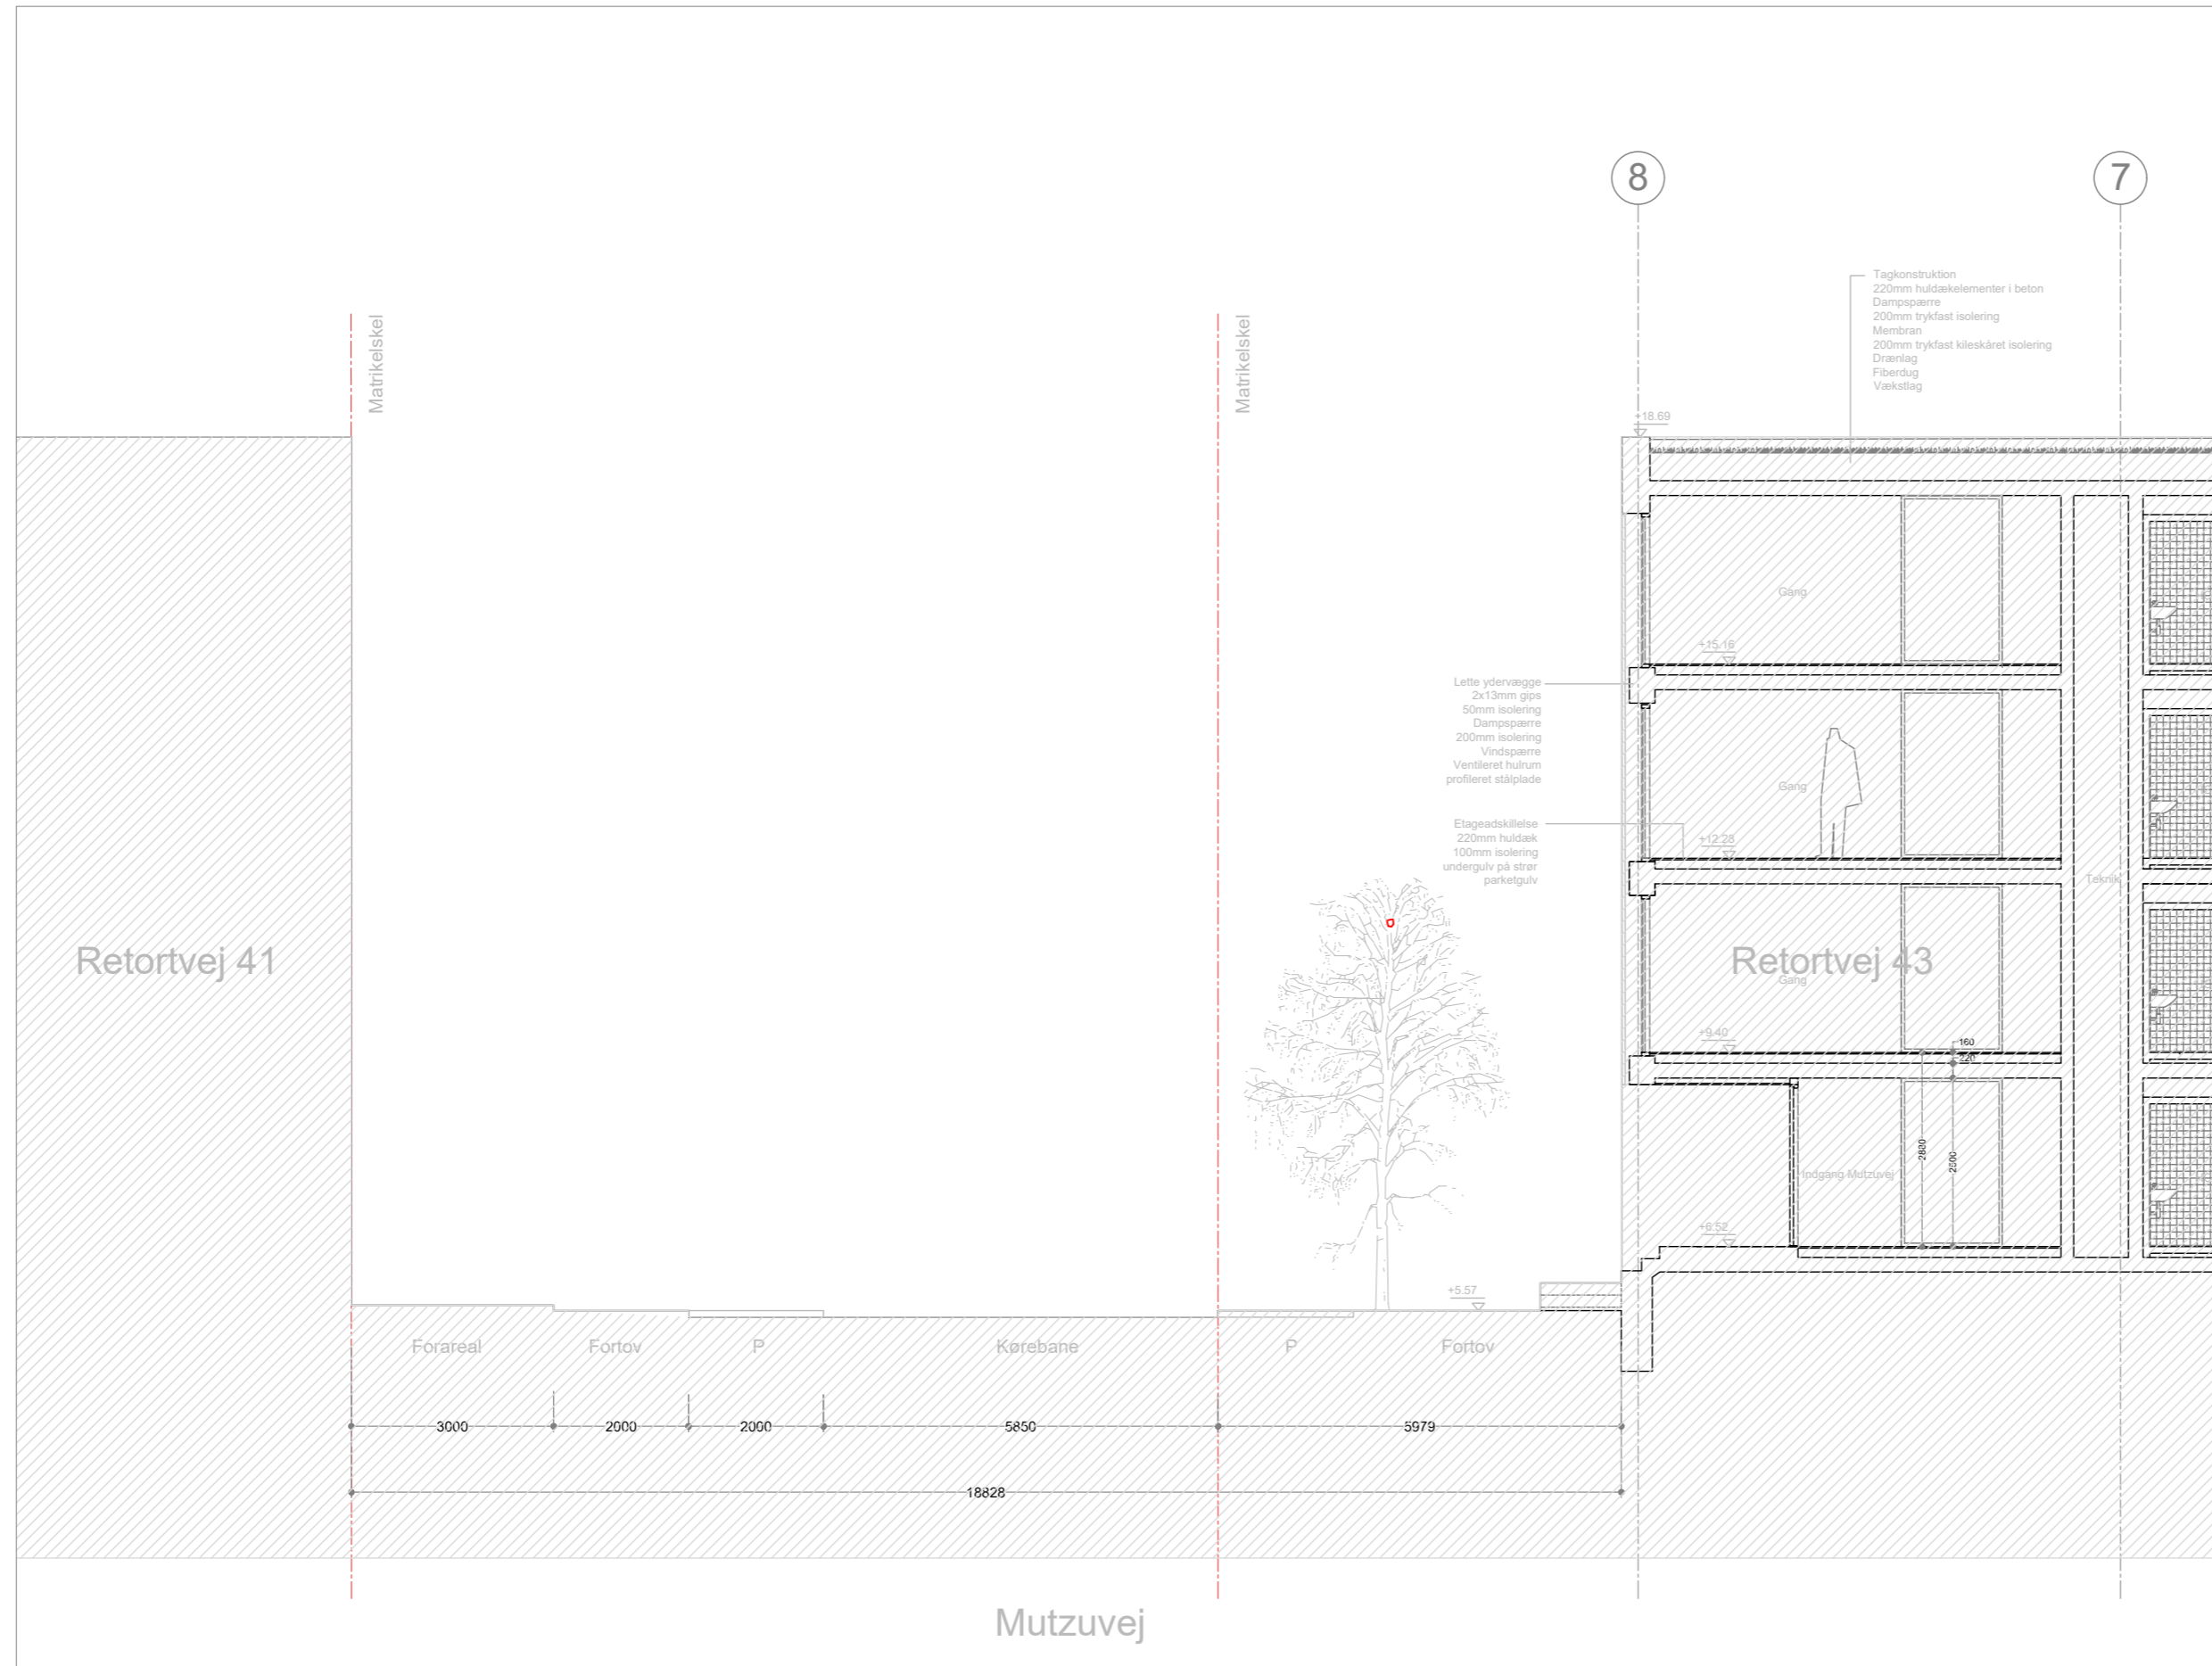 8
7
Tagkonstruktion
220mm huldækelementer i beton
Dampspærre
200mm trykfast isolering
Membran
200mm trykfast kileskåret isolering
Drænlag
Fiberdug
Vækstlag
Matrikelskel
Matrikelskel
+18.69
Gang
+15.16
Lette ydervægge
2x13mm gips
50mm isolering
Dampspærre
200mm isolering
Vindspærre
Ventileret hulrum
profileret stålplade
Gang
Etageadskillelse
220mm huldæk
100mm isolering
undergulv på strør
parketgulv
+12.28
Teknik
Retortvej 41
Retortvej 43
Gang
+9.40
160
220
2880
2500
Indgang Mutzuvej
+6.52
+5.57
Forareal
Fortov
P
Kørebane
P
Fortov
3000
2000
2000
5850
5979
18828
Mutzuvej